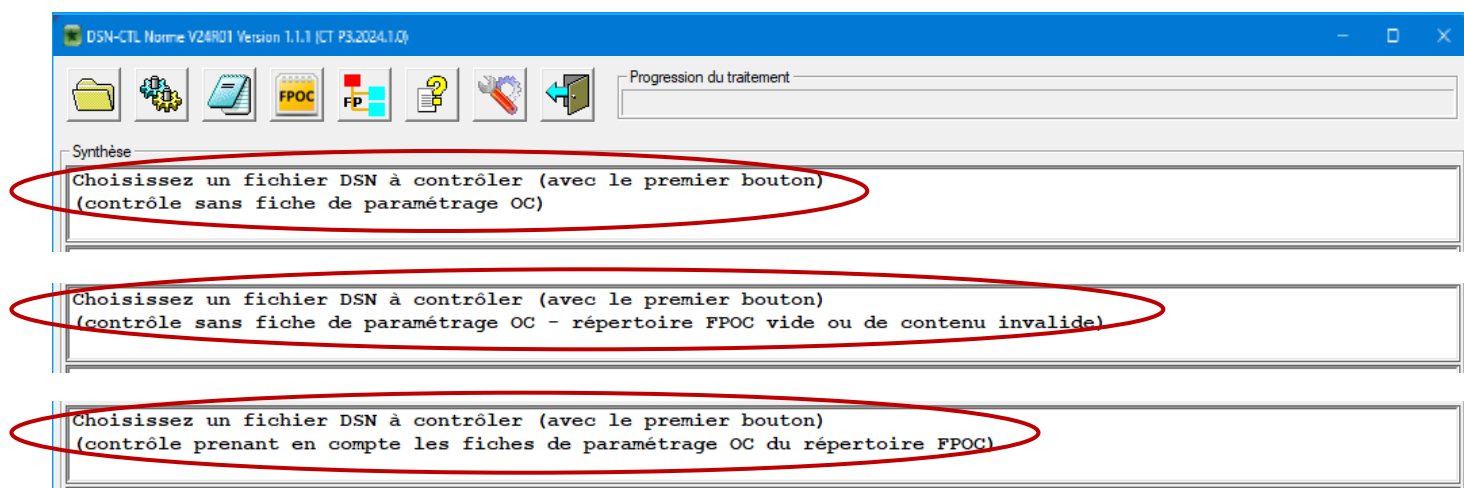 DSN-CTL Norme V24R01 Version 1.1.1 (CT P3.2024.1.0)
FPOC
FP
Progression du traitement
Synthèse
Choisissez un fichier DSN à contrôler (avec le premier bouton)
(contrôle sans fiche de paramétrage OC)
Choisissez un fichier DSN à contrôler (avec le premier bouton)
(contrôle sans fiche de paramétrage OC - répertoire FPOC vide ou de contenu invalide)
Choisissez un fichier DSN à contrôler (avec le premier bouton)
(contrôle prenant en compte les fiches de paramétrage OC du répertoire FPOC)